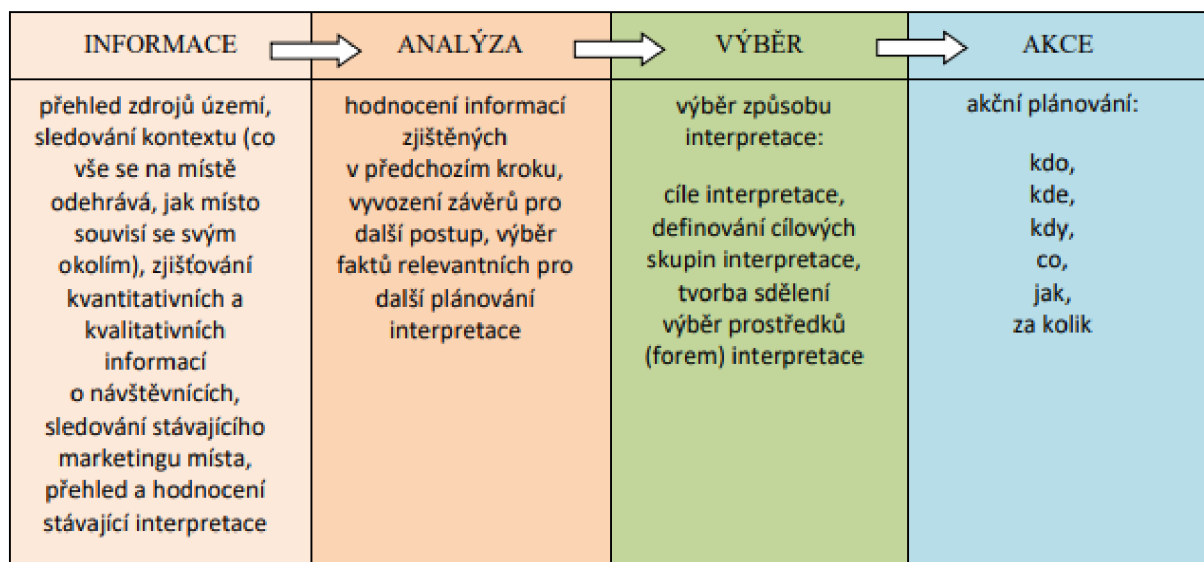 INFORMACE
ANALÝZA
VÝBĚR
AKCE
přehled zdrojů území,
sledování kontextu (co
vše se na místě
odehrává, jak místo
souvisí se svým
okolím), zjišťování
kvantitativních a
kvalitativních
informací
o návštěvnících,
sledování stávajícího
marketingu místa,
přehled a hodnocení
stávající interpretace
hodnocení informací
zjištěných
v předchozím kroku,
vyvození závěrů pro
další postup, výběr
faktů relevantních pro
další plánování
interpretace
výběr způsobu
interpretace:
cíle interpretace,
definování cílových
skupin interpretace,
tvorba sdělení
výběr prostředků
(forem) interpretace
akční plánování:
kdo,
kde,
kdy,
co,
jak,
za kolik